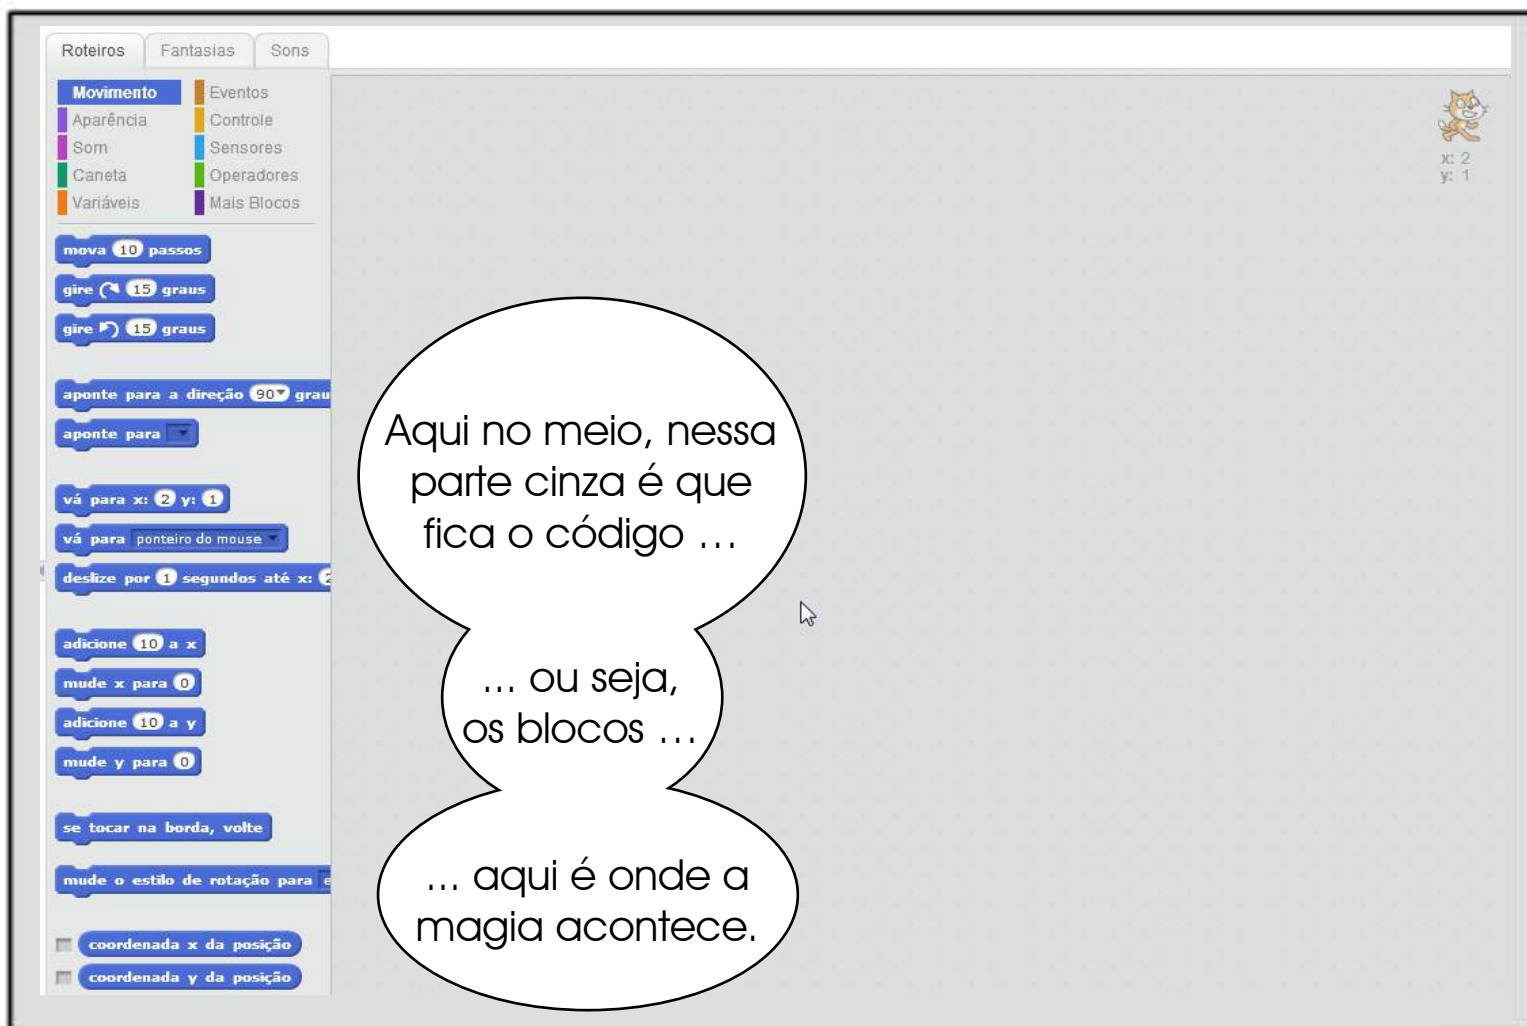 Roteiros Fantasias Sons
Movimento Eventos
Aparência Controle
Som Sensores
Caneta Operadores
Variáveis Mais Blocos
x: 2
y: 1
mova 10 passos
gire 15 graus
gire 15 graus
aponte para a direção 90 grau
aponte para
vá para x: 2 y: 1
vá para ponteiro do mouse
deslize por 1 segundos até x: 2
adicione 10 a x
mude x para 0
adicione 10 a y
mude y para 0
se tocar na borda, volte
mude o estilo de rotação para e
coordenada x da posição
coordenada y da posição
Aqui no meio, nessa
parte cinza é que
fica o código ...
... ou seja,
os blocos ...
... aqui é onde a
magia acontece.